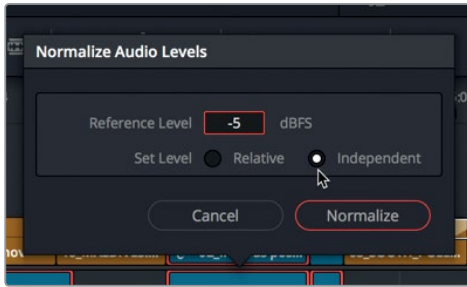 Normalize Audio Levels
Reference Level -5 dBFS
Set Level Relative Independent
Cancel Normalize